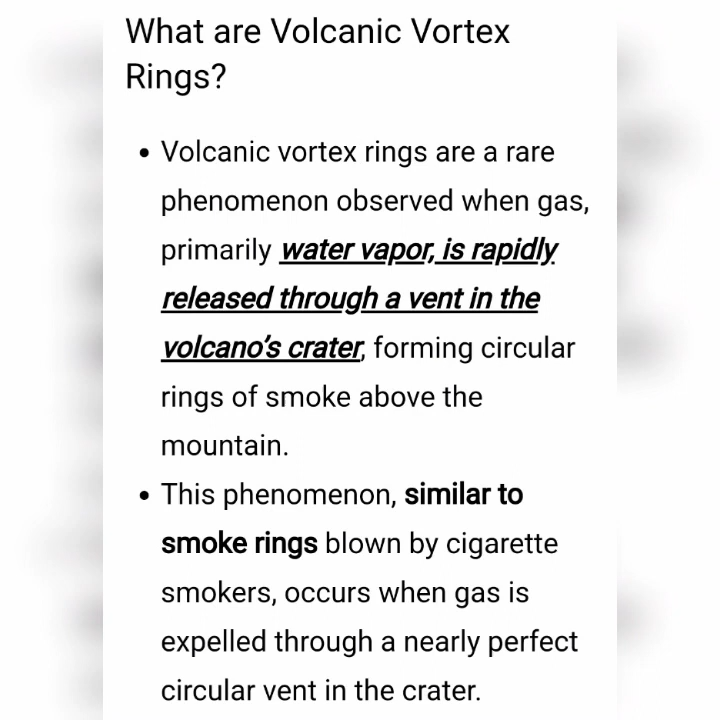 What are Volcanic Vortex
Rings?
• Volcanic vortex rings are a rare
phenomenon observed when gas,
primarily water vapor, is rapidly
released through a vent in the
volcano's crater, forming circular
rings of smoke above the
mountain.
• This phenomenon, similar to
smoke rings blown by cigarette
smokers, occurs when gas is
expelled through a nearly perfect
circular vent in the crater.